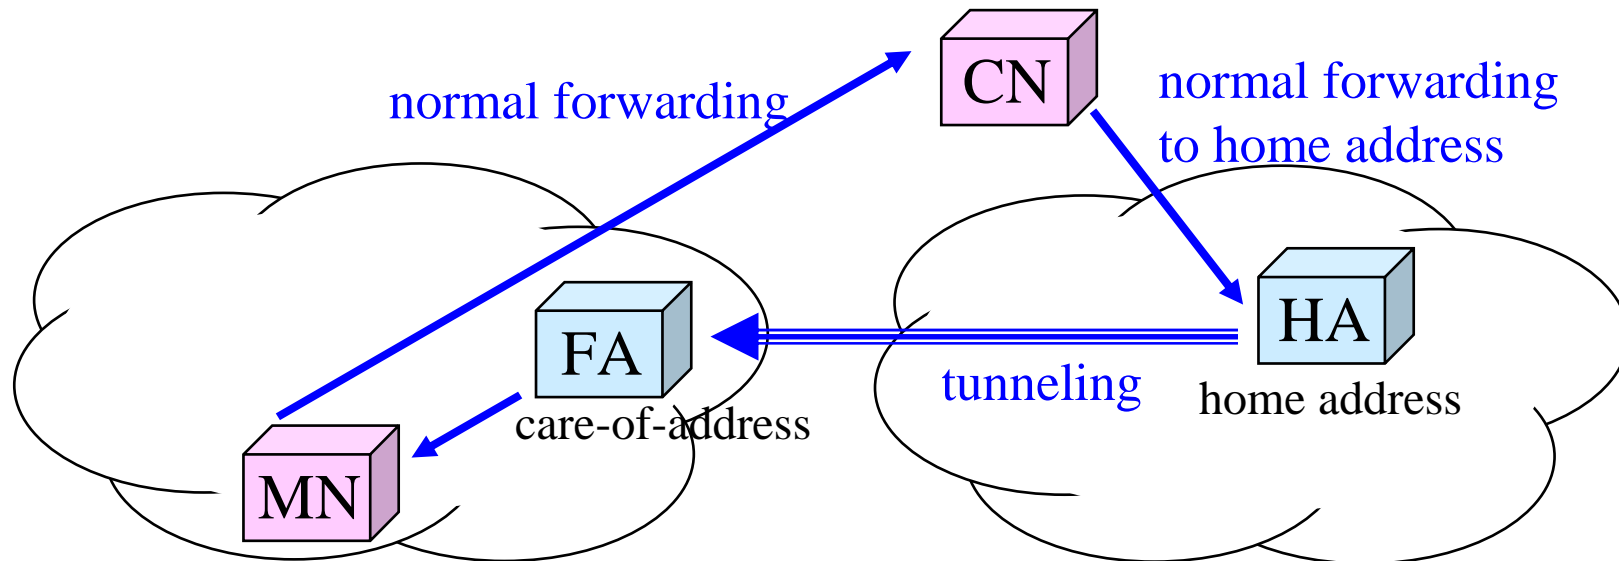 CN
normal forwarding
normal forwarding
to home address
FA
HA
tunneling
home address
care-of-address
MN